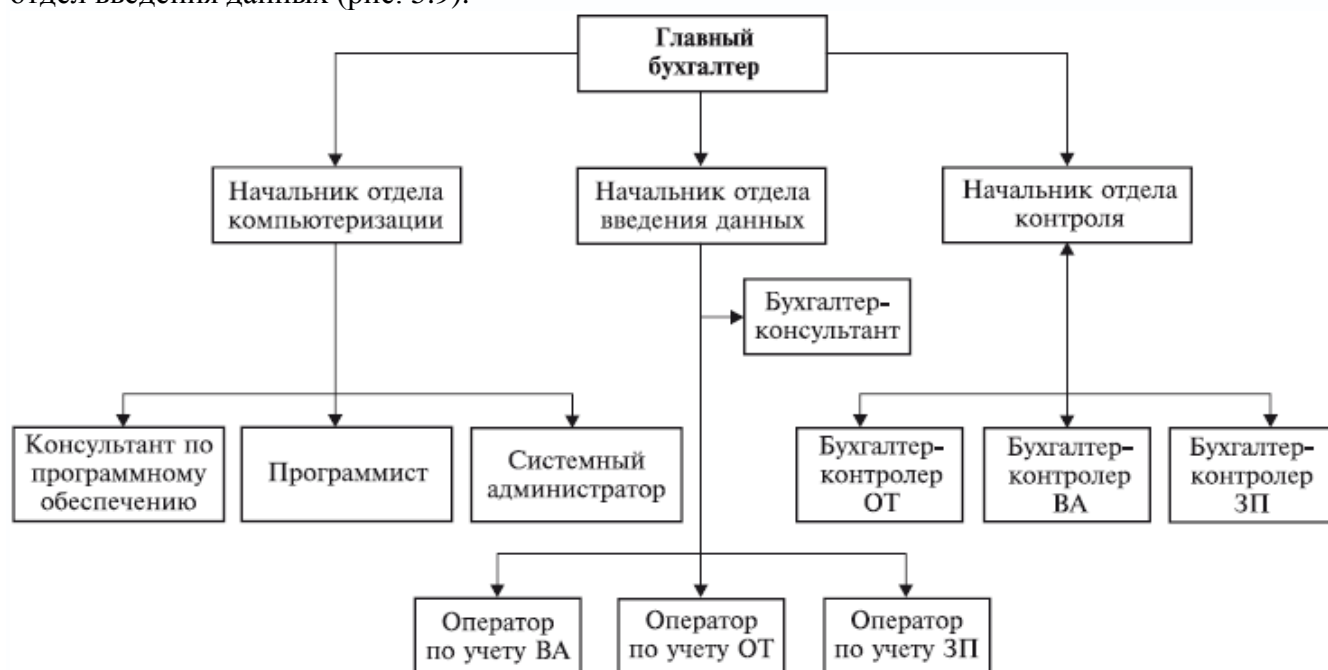 отдел введения данных (рис. 3.9).
Главный
бухгалтер
Начальник отдела
компьютеризации
Начальник отдела
введения данных
Начальник отдела
контроля
Бухгалтер-
консультант
Консультант по
программному
обеспечению
Программист
Системный
администратор
Бухгалтер-
контролер
ОТ
Бухгалтер-
контролер
ВА
Бухгалтер-
контролер
ЗП
Оператор
по учету ВА
Оператор
по учету ОТ
Оператор
по учету ЗП